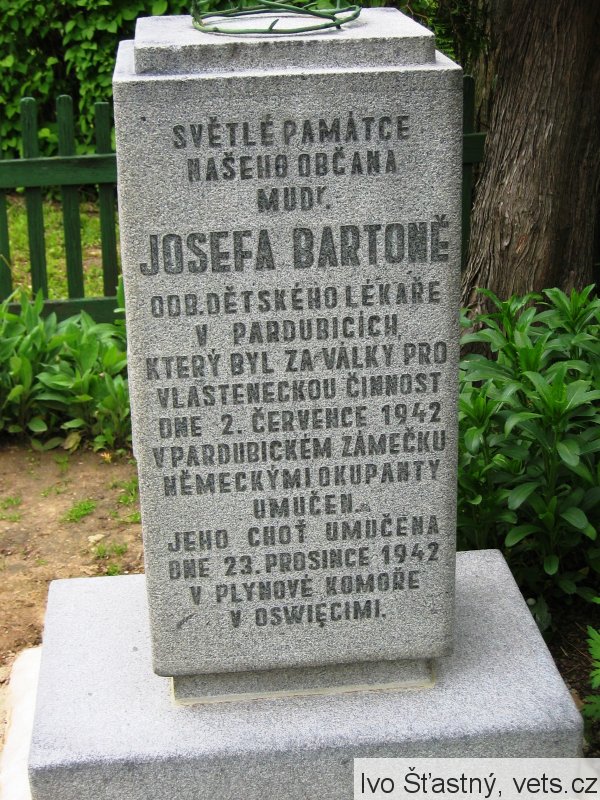 SVĚTLÉ PAMÁTCE
NAŠEHO OBČANA
MUDr.
JOSEFA BARTONĚ
ODB. DĚTSKÉHO LÉKAŘE
V PARDUBICÍCH,
KTERÝ BYL ZA VÁLKY PRO
VLASTENECKOU ČINNOST
DNE 2. ČERVENCE 1942
V PARDUBICKÉM ZÁMEČKU
NĚMECKÝMI OKUPANTY
UMUČEN.
JEHO CHOŤ UMUČENA
DNE 23. PROSINCE 1942
V PLYNOVÉ KOMOŘE
V OSWIĘCIMI.
Ivo Šťastný, vets.cz